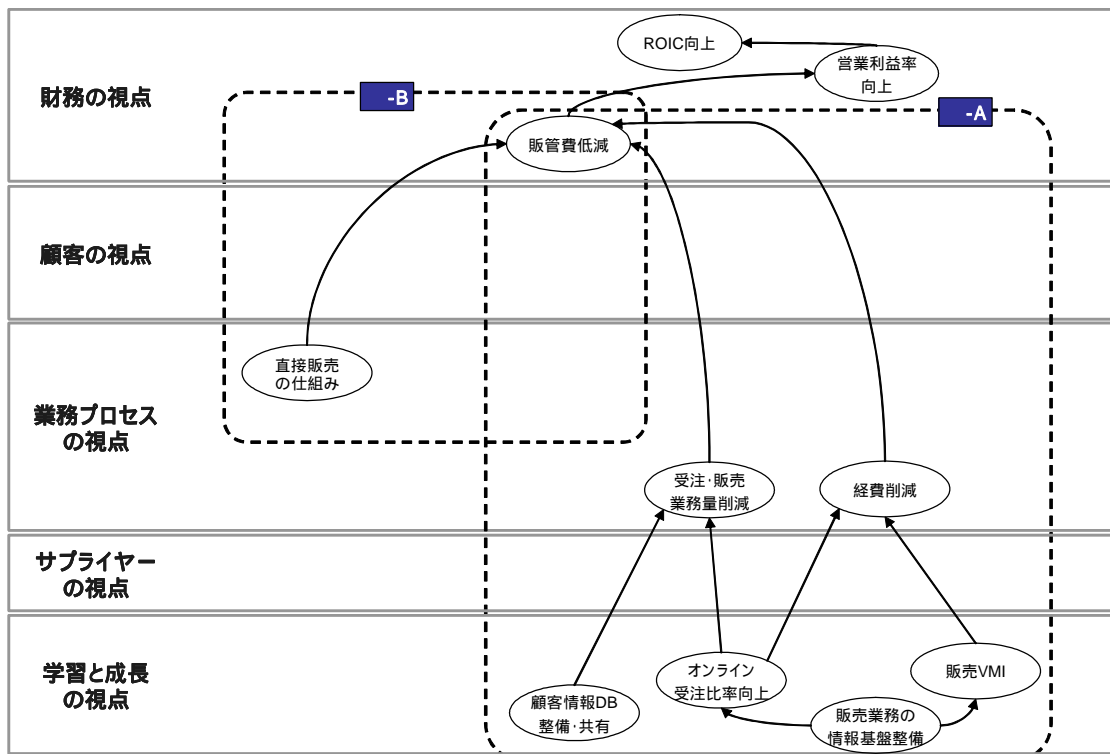 ROIC向上
営業利益率
向上
財務の視点
-B
-A
販管費低減
顧客の視点
直接販売
の仕組み
業務プロセス
の視点
受注・販売
業務量削減
経費削減
サプライヤー
の視点
学習と成長
の視点
顧客情報DB
整備・共有
オンライン
受注比率向上
販売VMI
販売業務の
情報基盤整備